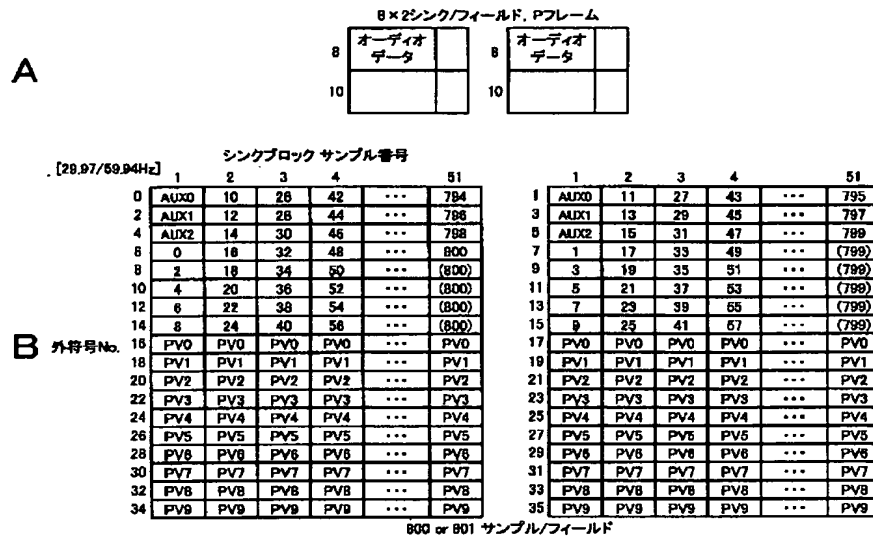 8×2シンク/フィールド, Pフレーム
A
8 オーディオデータ 8 オーディオデータ
10 10
シンクブロック サンプル番号
[29.97/59.94Hz]
1 2 3 4 51 1 2 3 4 51
0 AUX0 10 26 42 ... 794 1 AUX0 11 27 43 ... 795
2 AUX1 12 28 44 ... 796 3 AUX1 13 29 45 ... 797
4 AUX2 14 30 46 ... 798 5 AUX2 15 31 47 ... 799
6 0 16 32 48 ... 800 7 1 17 33 49 ... (799)
8 2 18 34 50 ... (800) 9 3 19 35 51 ... (799)
10 4 20 36 52 ... (800) 11 5 21 37 53 ... (799)
12 6 22 38 54 ... (800) 13 7 23 39 55 ... (799)
14 8 24 40 56 ... (800) 15 9 25 41 57 ... (799)
B 外符号No. 16 PV0 PV0 PV0 PV0 ... PV0 17 PV0 PV0 PV0 PV0 ... PV0
18 PV1 PV1 PV1 PV1 ... PV1 19 PV1 PV1 PV1 PV1 ... PV1
20 PV2 PV2 PV2 PV2 ... PV2 21 PV2 PV2 PV2 PV2 ... PV2
22 PV3 PV3 PV3 PV3 ... PV3 23 PV3 PV3 PV3 PV3 ... PV3
24 PV4 PV4 PV4 PV4 ... PV4 25 PV4 PV4 PV4 PV4 ... PV4
26 PV5 PV5 PV5 PV5 ... PV5 27 PV5 PV5 PV5 PV5 ... PV5
28 PV6 PV6 PV6 PV6 ... PV6 29 PV6 PV6 PV6 PV6 ... PV6
30 PV7 PV7 PV7 PV7 ... PV7 31 PV7 PV7 PV7 PV7 ... PV7
32 PV8 PV8 PV8 PV8 ... PV8 33 PV8 PV8 PV8 PV8 ... PV8
34 PV9 PV9 PV9 PV9 ... PV9 35 PV9 PV9 PV9 PV9 ... PV9
800 or 801 サンプル/フィールド